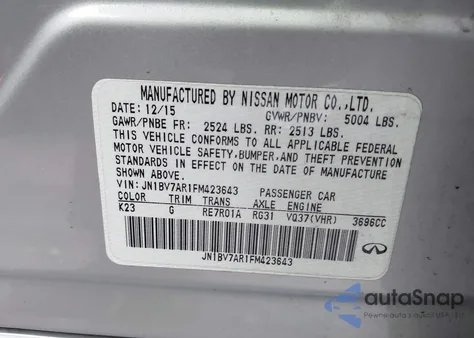 MANUFACTURED BY NISSAN MOTOR CO.,LTD.
DATE: 12/15 GVWR/PNBV: 5004 LBS.
GAWR/PNBE FR: 2524 LBS. RR: 2513 LBS.
THIS VEHICLE CONFORMS TO ALL APPLICABLE FEDERAL
MOTOR VEHICLE SAFETY,BUMPER,AND THEFT PREVENTION
STANDARDS IN EFFECT ON THE DATE OF MANUFACTURE
SHOWN ABOVE.
VIN: JN1BV7AR1FM423643 PASSENGER CAR
COLOR TRIM TRANS AXLE ENGINE
K23 G RE7R01A RG31 VQ37(VHR) 3696CC
JN1BV7AR1FM423643
autoSnap
Pewne auto z